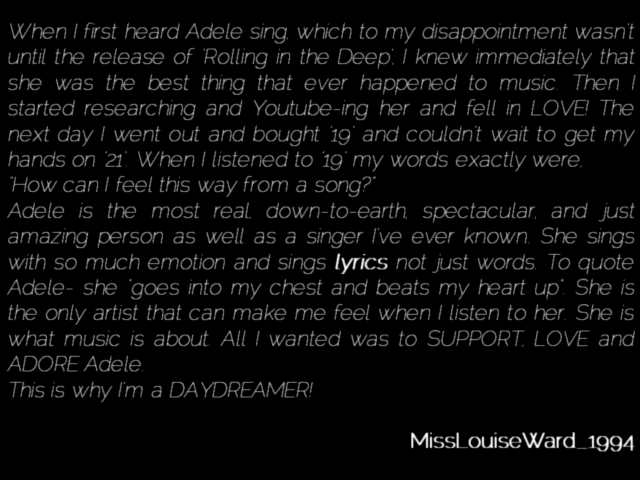 When I first heard Adele sing, which to my disappointment wasn't
until the release of 'Rolling in the Deep', I knew immediately that
she was the best thing that ever happened to music. Then I
started researching and Youtube-ing her and fell in LOVE! The
next day I went out and bought '19' and couldn't wait to get my
hands on '21'. When I listened to '19' my words exactly were,
"How can I feel this way from a song?"
Adele is the most real, down-to-earth, spectacular, and just
amazing person as well as a singer I've ever known. She sings
with so much emotion and sings lyrics not just words. To quote
Adele- she "goes into my chest and beats my heart up". She is
the only artist that can make me feel when I listen to her. She is
what music is about. All I wanted was to SUPPORT, LOVE and
ADORE Adele.
This is why I'm a DAYDREAMER!
MissLouiseWard_1994